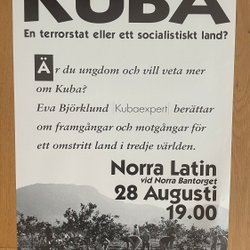 KUBA
En terrorstat eller ett socialistiskt land?
Är du ungdom och vill veta mer
om Kuba?
Eva Björklund Kubaexpert berättar
om framgångar och motgångar för
ett omstritt land i tredje världen.
Norra Latin
vid Norra Bantorget
28 Augusti
19.00